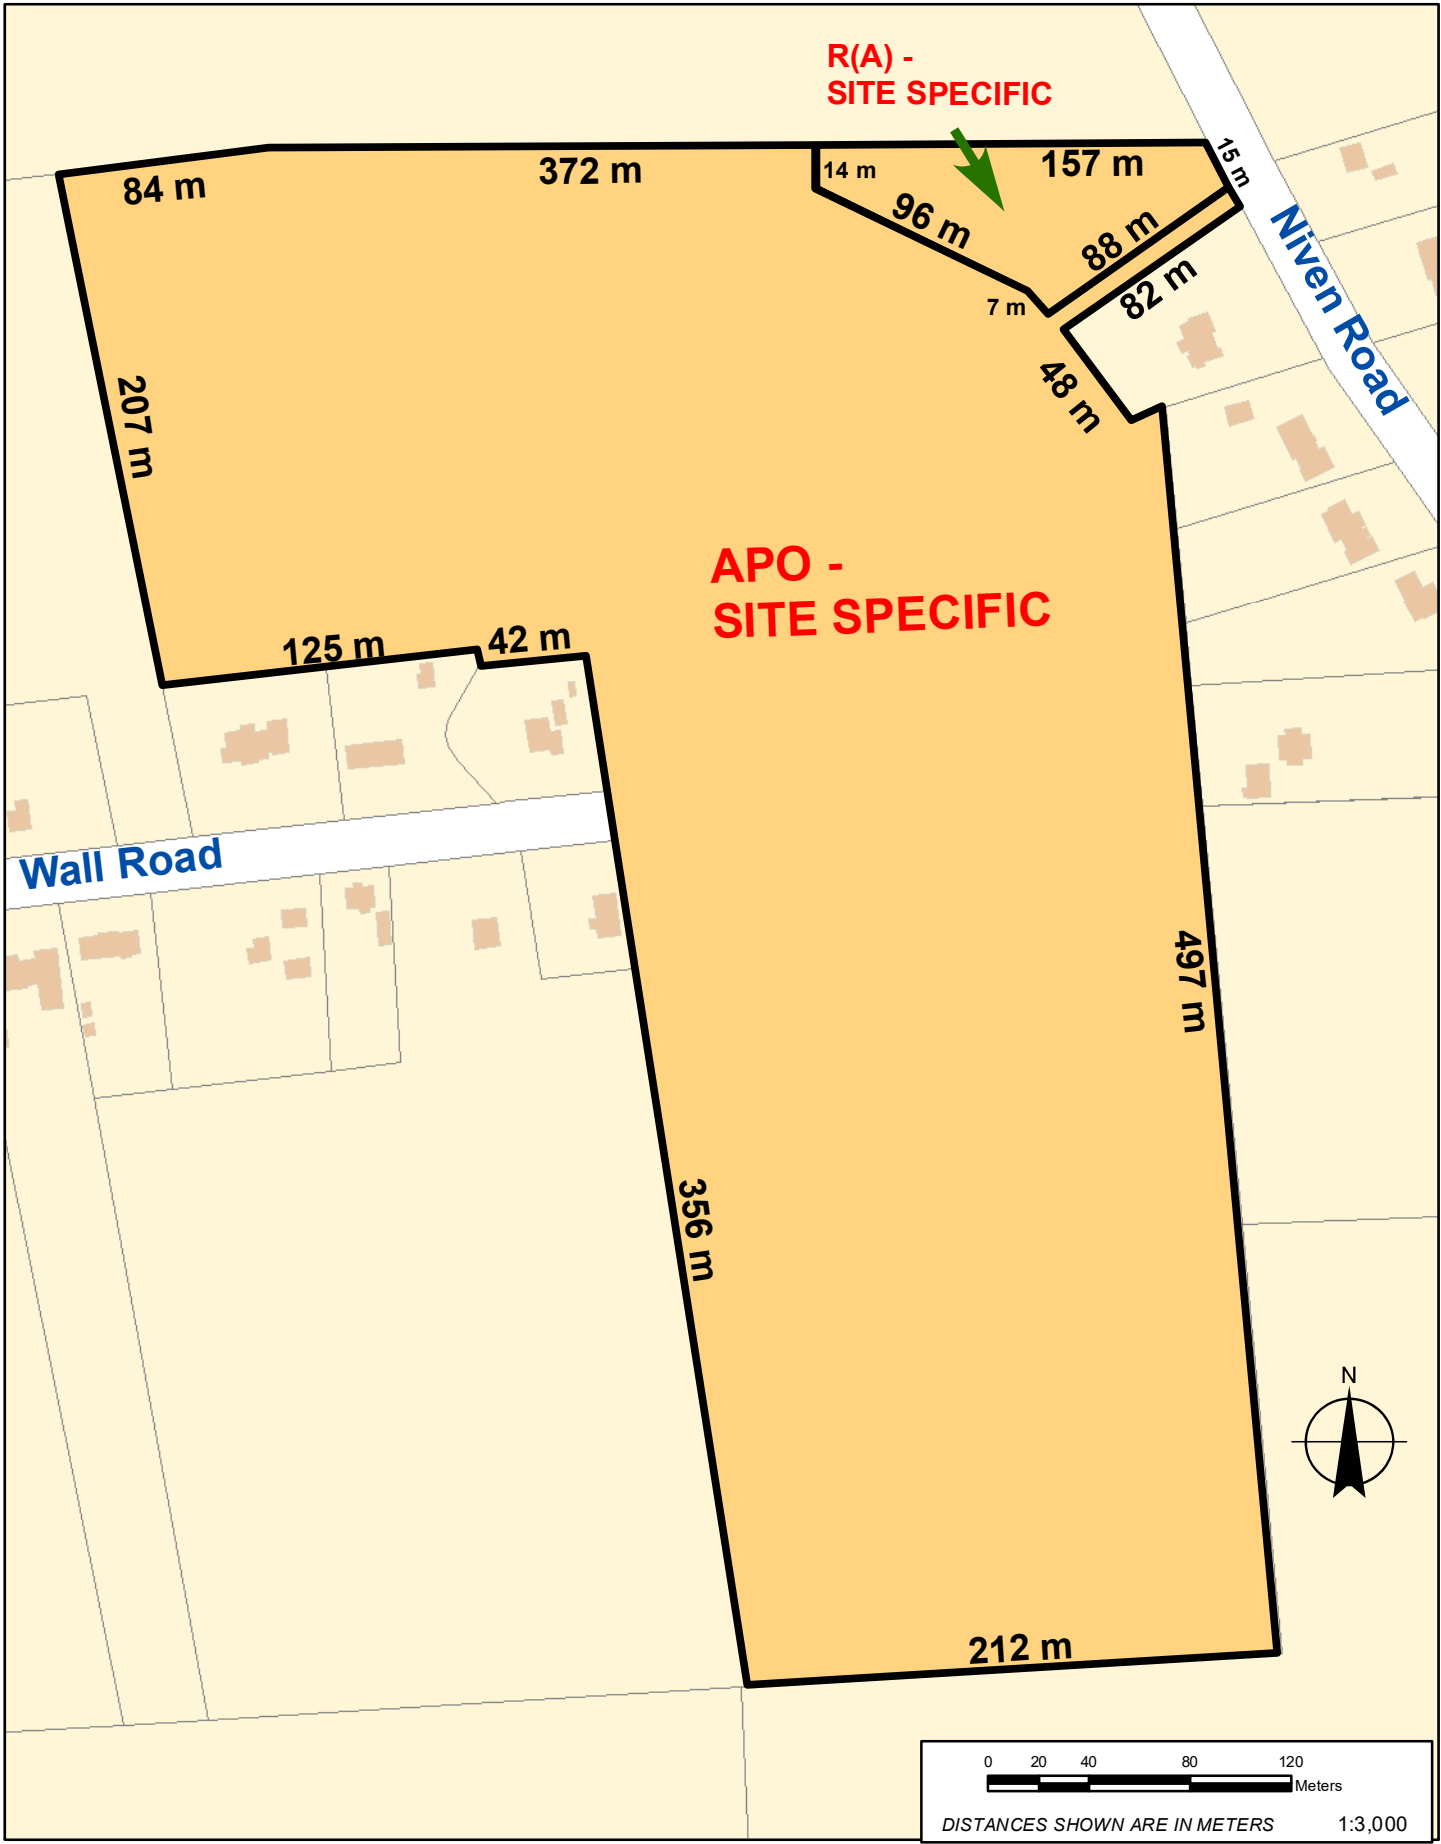 R(A) -
SITE SPECIFIC
84 m
372 m
14 m
157 m
15 m
96 m
88 m
Niven Road
7 m
82 m
48 m
207 m
APO -
SITE SPECIFIC
125 m
42 m
Wall Road
497 m
356 m
N
212 m
0 20 40 80 120
Meters
DISTANCES SHOWN ARE IN METERS 1:3,000